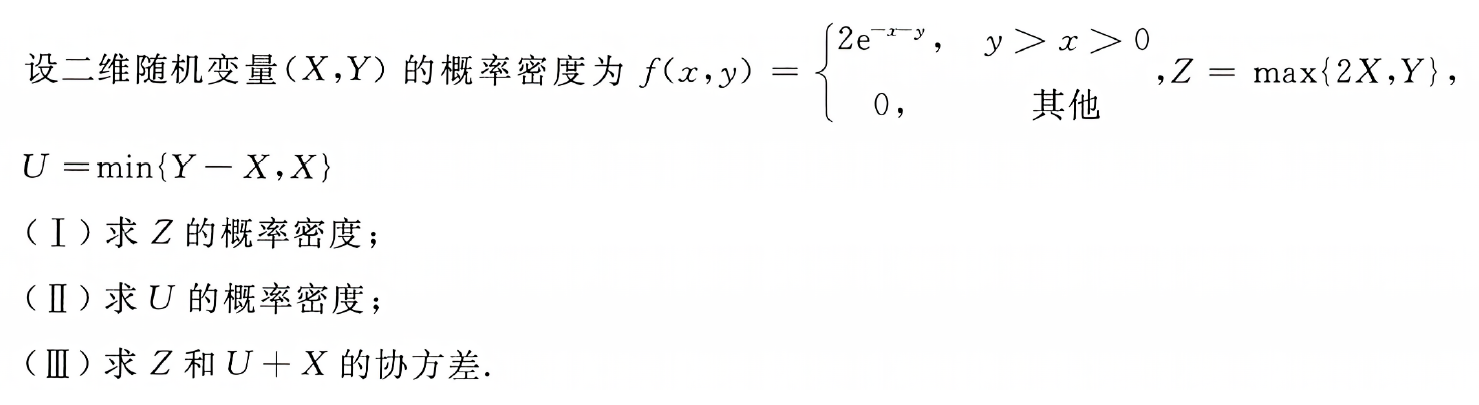 设二维随机变量(X,Y) 的概率密度为 f(x,y) = { 2e^{-x-y}, y > x > 0; 0, 其他 ,Z = max{2X,Y},
U = min{Y − X,X}
(Ⅰ) 求 Z 的概率密度;
(Ⅱ) 求 U 的概率密度;
(Ⅲ) 求 Z 和 U + X 的协方差.